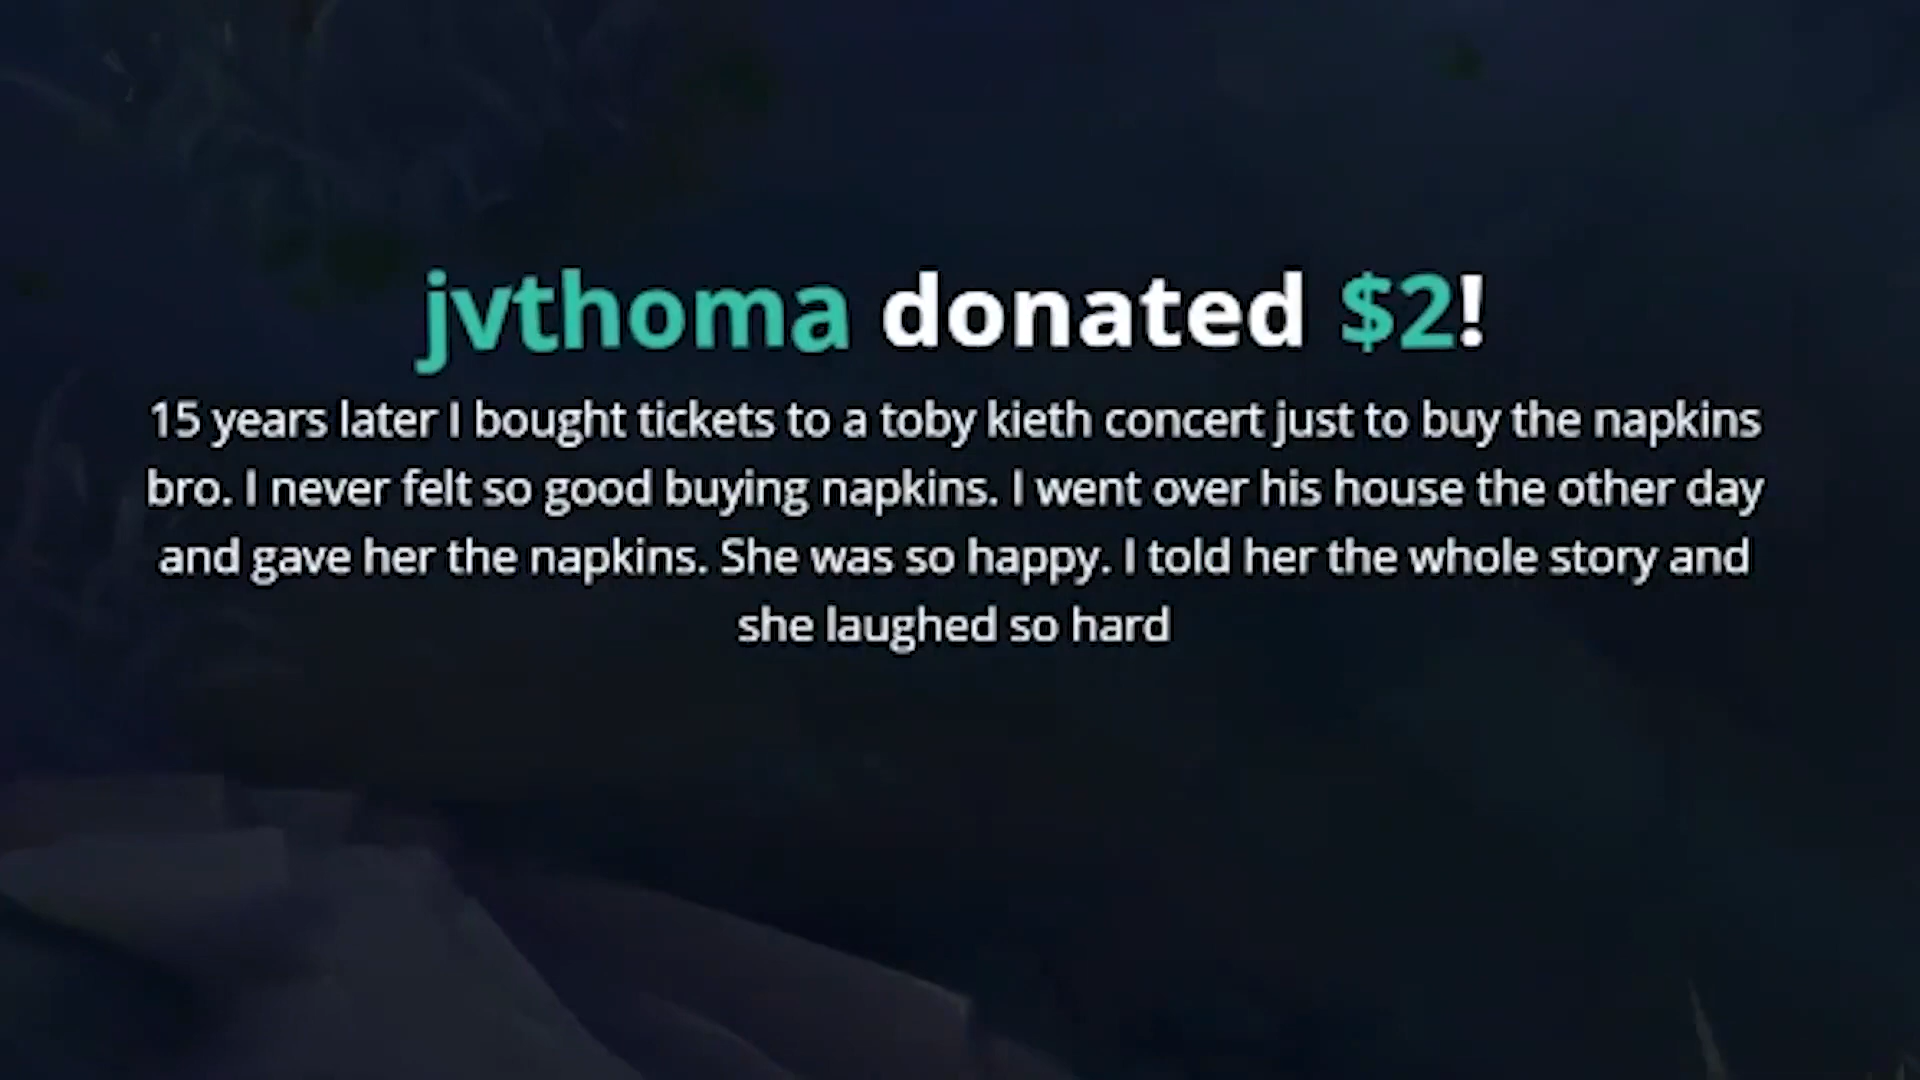 jvthoma donated $2!
15 years later I bought tickets to a toby kieth concert just to buy the napkins
bro. I never felt so good buying napkins. I went over his house the other day
and gave her the napkins. She was so happy. I told her the whole story and
she laughed so hard